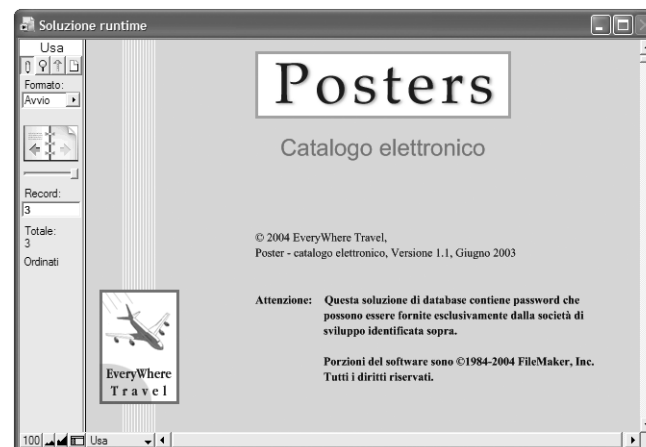 Soluzione runtime
Usa
Formato:
Avvio
Record:
3
Totale:
3
Ordinati
Posters
Catalogo elettronico
© 2004 EveryWhere Travel,
Poster - catalogo elettronico, Versione 1.1, Giugno 2003
Attenzione: Questa soluzione di database contiene password che
possono essere fornite esclusivamente dalla società di
sviluppo identificata sopra.
Porzioni del software sono ©1984-2004 FileMaker, Inc.
Tutti i diritti riservati.
EveryWhere
Travel
100 Usa